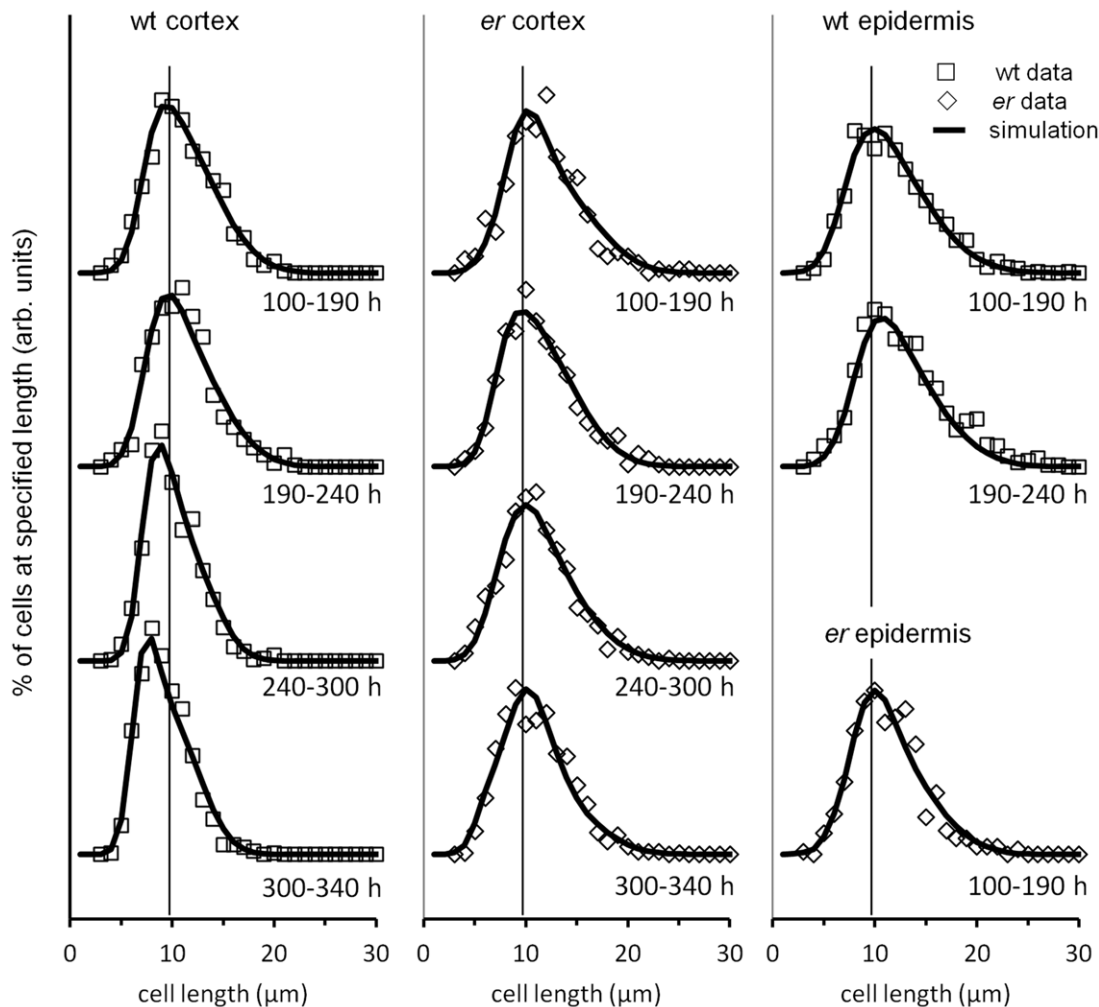 wt cortex
er cortex
wt epidermis
wt data
er data
simulation
% of cells at specified length (arb. units)
100-190 h
100-190 h
100-190 h
190-240 h
190-240 h
190-240 h
240-300 h
240-300 h
er epidermis
300-340 h
300-340 h
100-190 h
0 10 20 30
0 10 20 30
0 10 20 30
cell length (µm)
cell length (µm)
cell length (µm)